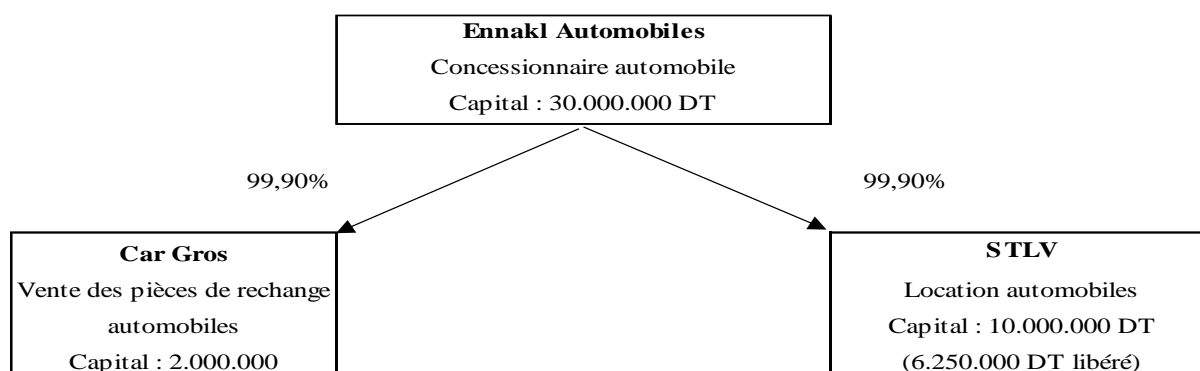 Ennakl Automobiles
Concessionnaire automobile
Capital : 30.000.000 DT
99,90%
99,90%
Car Gros
Vente des pièces de rechange
automobiles
Capital : 2.000.000
STLV
Location automobiles
Capital : 10.000.000 DT
(6.250.000 DT libéré)